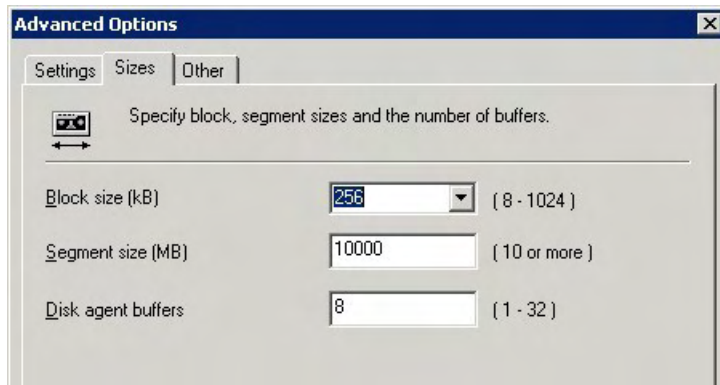 Advanced Options
Settings Sizes Other
Specify block, segment sizes and the number of buffers.
Block size (kB) 256 ( 8 - 1024 )
Segment size (MB) 10000 ( 10 or more )
Disk agent buffers 8 ( 1 - 32 )